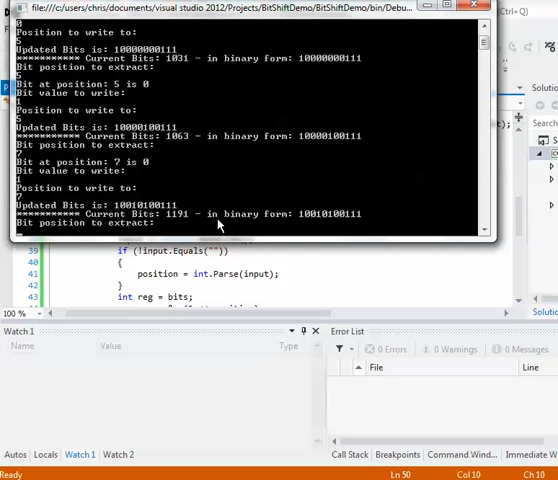 file:///c:/users/chris/documents/visual studio 2012/Projects/BitShiftDemo/BitShiftDemo/bin/Debu...
0
Position to write to:
5
Updated Bits is: 10000000111
*********** Current Bits: 1031 - in binary form: 10000000111
Bit position to extract:
5
Bit at position: 5 is 0
Bit value to write:
1
Position to write to:
5
Updated Bits is: 10000100111
*********** Current Bits: 1063 - in binary form: 10000100111
Bit position to extract:
7
Bit at position: 7 is 0
Bit value to write:
1
Position to write to:
7
Updated Bits is: 10010100111
*********** Current Bits: 1191 - in binary form: 10010100111
Bit position to extract:
h (Ctrl+Q)
Solution
Search
39 if (!input.Equals(""))
40 {
41 position = int.Parse(input);
42 }
43 int reg = bits;
100 %
Solutio
Watch 1
Name Value Type
Error List
0 Errors 0 Warnings 0 Messages
File Line
Autos Locals Watch 1 Watch 2
Call Stack Breakpoints Command Wind... Immediate W
Ready Ln 50 Col 10 Ch 10